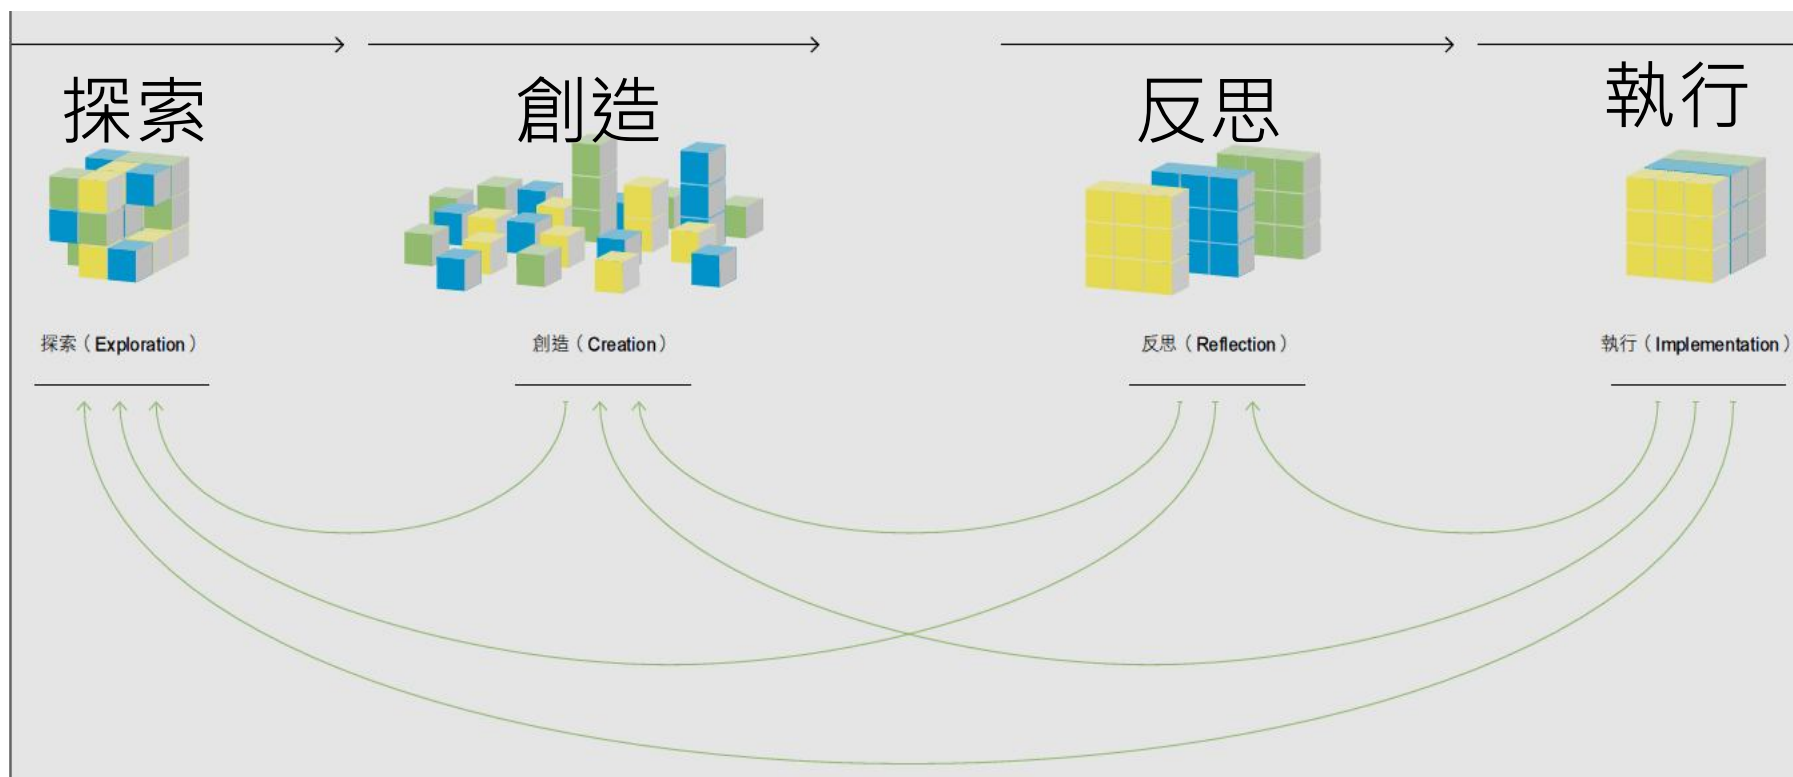 探索
創造
反思
執行
探索（Exploration）
創造（Creation）
反思（Reflection）
執行（Implementation）